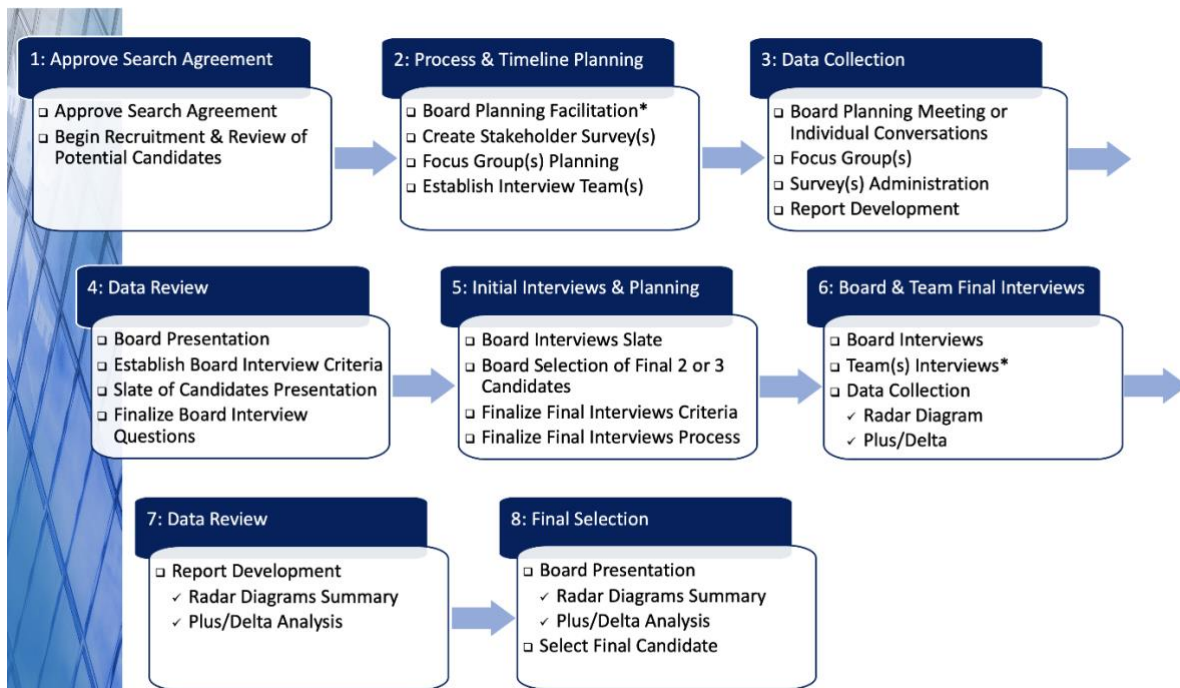 1: Approve Search Agreement
❑ Approve Search Agreement
❑ Begin Recruitment & Review of
Potential Candidates
2: Process & Timeline Planning
❑ Board Planning Facilitation*
❑ Create Stakeholder Survey(s)
❑ Focus Group(s) Planning
❑ Establish Interview Team(s)
3: Data Collection
❑ Board Planning Meeting or
Individual Conversations
❑ Focus Group(s)
❑ Survey(s) Administration
❑ Report Development
4: Data Review
❑ Board Presentation
❑ Establish Board Interview Criteria
❑ Slate of Candidates Presentation
❑ Finalize Board Interview
Questions
5: Initial Interviews & Planning
❑ Board Interviews Slate
❑ Board Selection of Final 2 or 3
Candidates
❑ Finalize Final Interviews Criteria
❑ Finalize Final Interviews Process
6: Board & Team Final Interviews
❑ Board Interviews
❑ Team(s) Interviews*
❑ Data Collection
✓ Radar Diagram
✓ Plus/Delta
7: Data Review
❑ Report Development
✓ Radar Diagrams Summary
✓ Plus/Delta Analysis
8: Final Selection
❑ Board Presentation
✓ Radar Diagrams Summary
✓ Plus/Delta Analysis
❑ Select Final Candidate